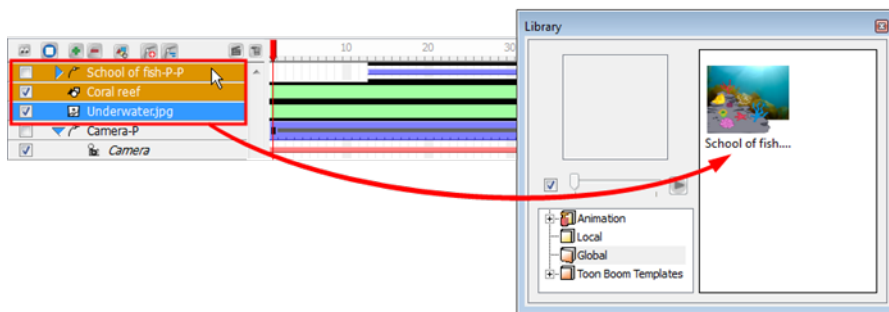 Library
10 20 30
School of fish-P-P
Coral reef
Underwater.jpg
Camera-P
Camera
School of fish....
Animation
Local
Global
Toon Boom Templates